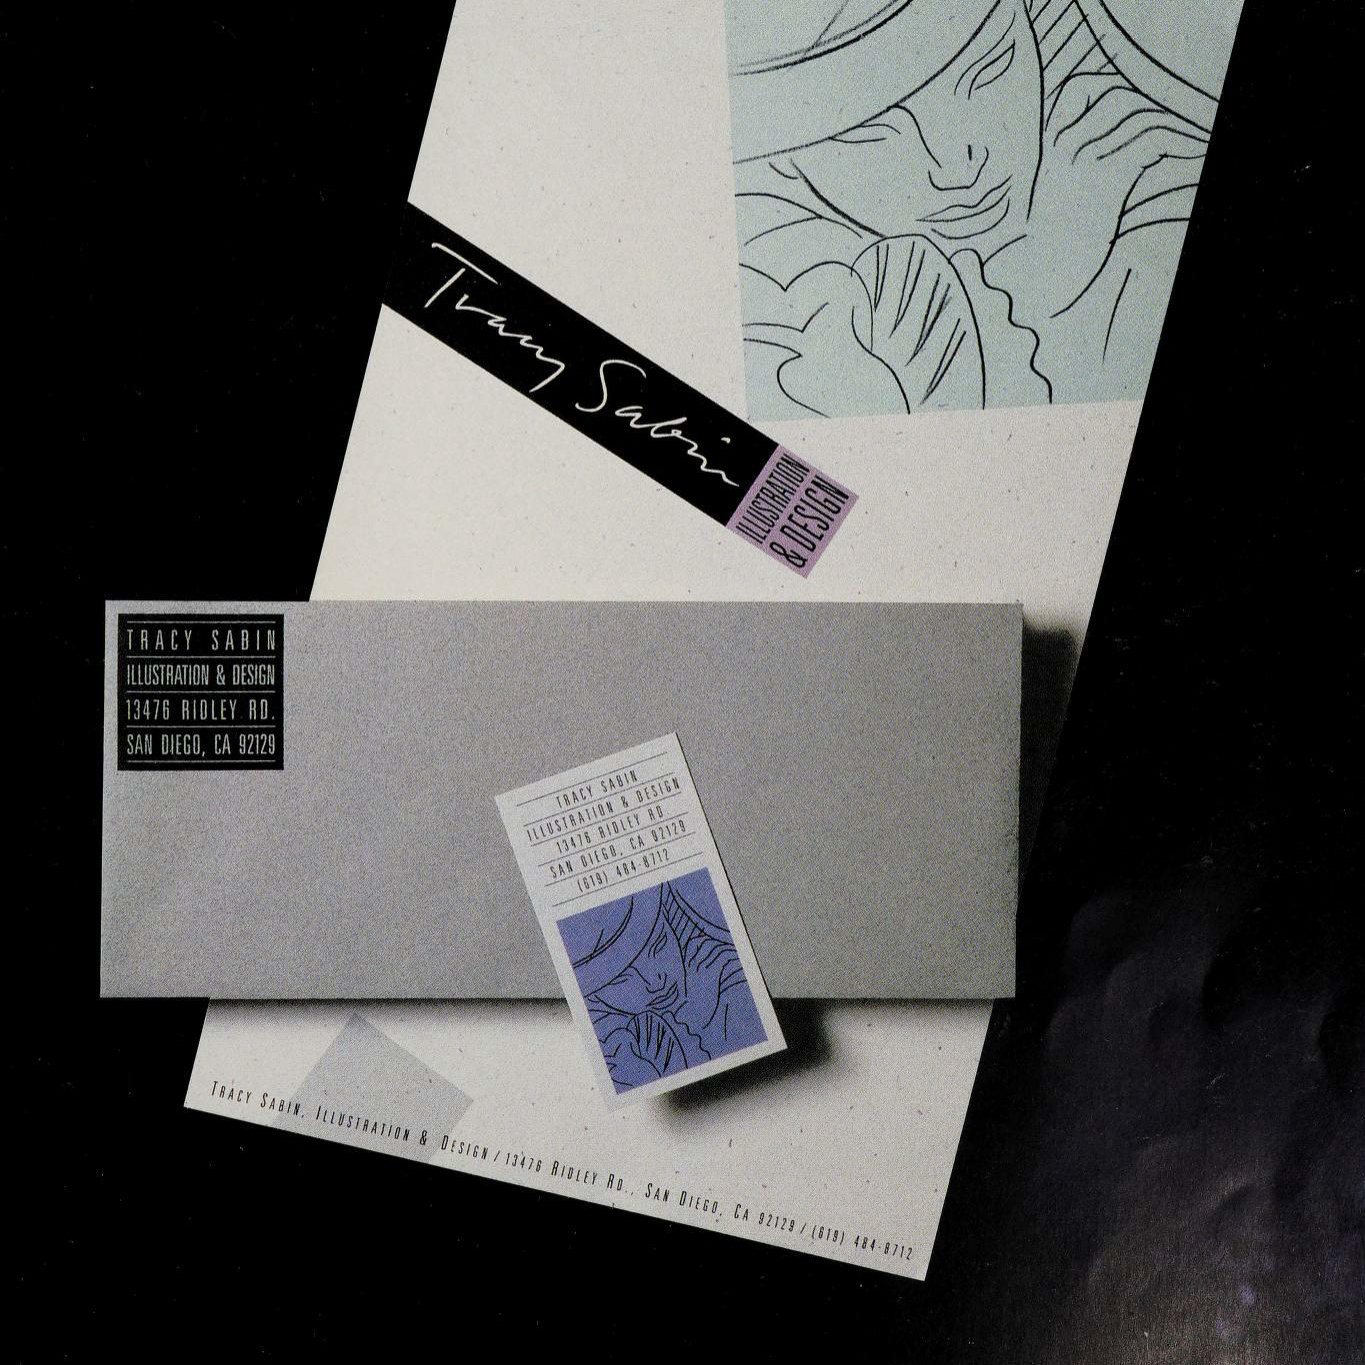 Tracy Sabin
ILLUSTRATION
& DESIGN
TRACY SABIN
ILLUSTRATION & DESIGN
13476 RIDLEY RD.
SAN DIEGO, CA 92129
TRACY SABIN
ILLUSTRATION & DESIGN
13476 RIDLEY RD
SAN DIEGO, CA 92129
(619) 484-8712
TRACY SABIN, ILLUSTRATION & DESIGN / 13476 RIDLEY RD., SAN DIEGO, CA 92129 / (619) 484-8712